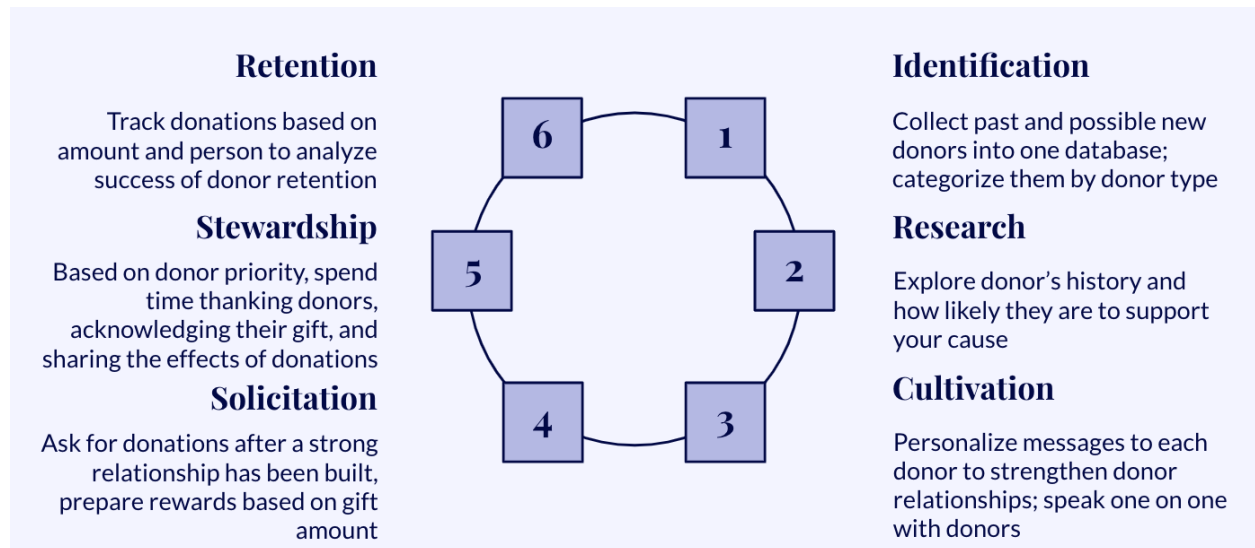 Retention
Track donations based on
amount and person to analyze
success of donor retention
Stewardship
Based on donor priority, spend
time thanking donors,
acknowledging their gift, and
sharing the effects of donations
Solicitation
Ask for donations after a strong
relationship has been built,
prepare rewards based on gift
amount
6
1
5
2
4
3
Identification
Collect past and possible new
donors into one database;
categorize them by donor type
Research
Explore donor’s history and
how likely they are to support
your cause
Cultivation
Personalize messages to each
donor to strengthen donor
relationships; speak one on one
with donors